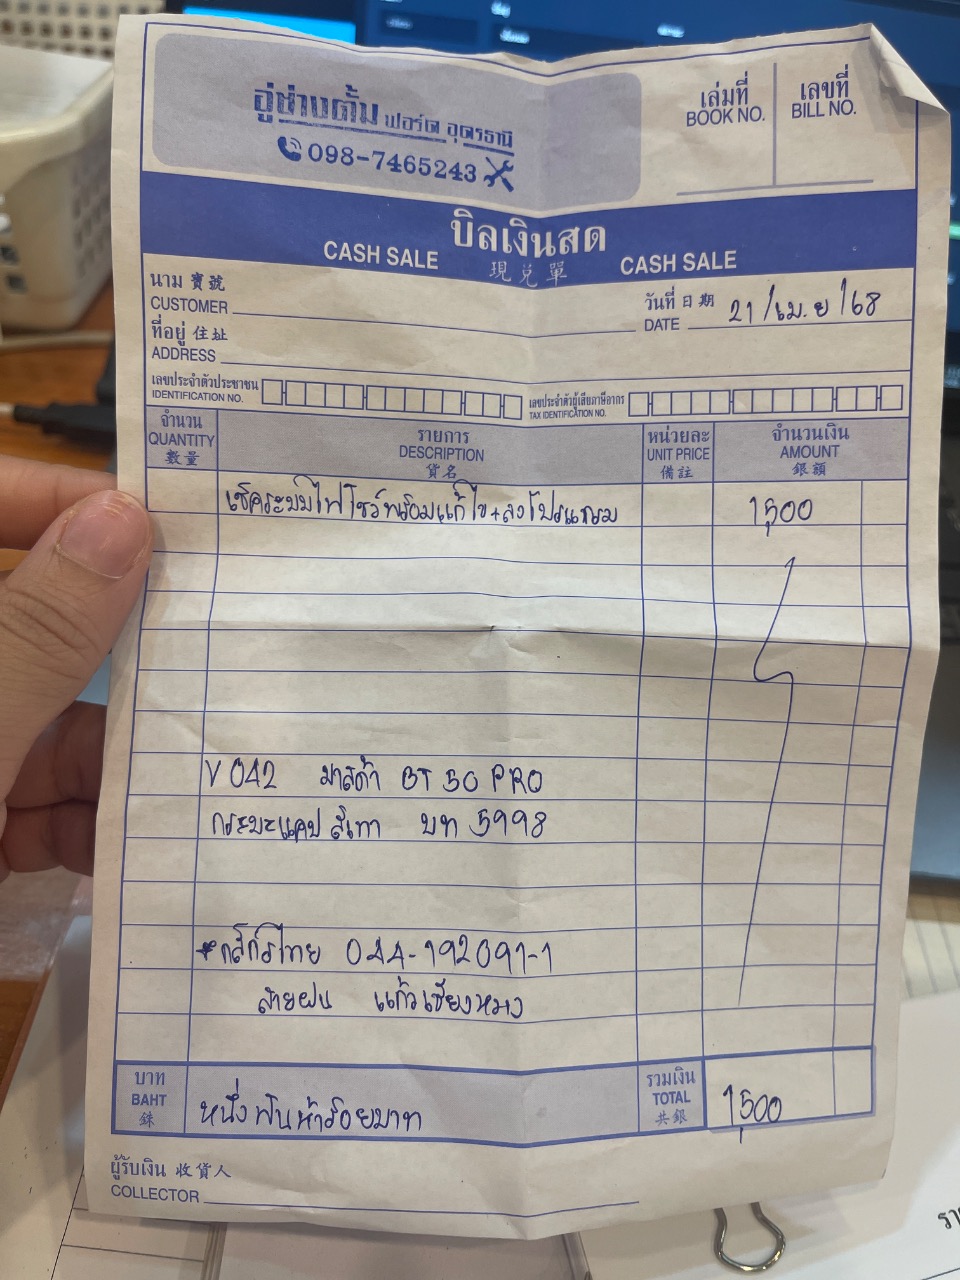 อู่ช่างตั้ม ฟอร์ด อุดรธานี
098-7465243
เล่มที่ เลขที่
BOOK NO. BILL NO.
บิลเงินสด
CASH SALE 現兌單 CASH SALE
นาม 寶號
CUSTOMER
วันที่ 日期
DATE 21/เม.ย/68
ที่อยู่ 住址
ADDRESS
เลขประจำตัวประชาชน
IDENTIFICATION NO.
เลขประจำตัวผู้เสียภาษีอากร
TAX IDENTIFICATION NO.
จำนวน รายการ หน่วยละ จำนวนเงิน
QUANTITY DESCRIPTION UNIT PRICE AMOUNT
數量 貨名 備註 銀額
เช็คระบบไฟโชว์พร้อมแก้ไข+ลงโปรแกรม 1,500
V 042 มาสด้า BT 50 PRO
กระบะแคป สีเทา บท 5998
*กสิกรไทย 044-192091-1
สายฝน แก้วเชียงหวาง
บาท รวมเงิน
BAHT หนึ่งพันห้าร้อยบาท TOTAL 1,500
銖 共銀
ผู้รับเงิน 收貨人
COLLECTOR